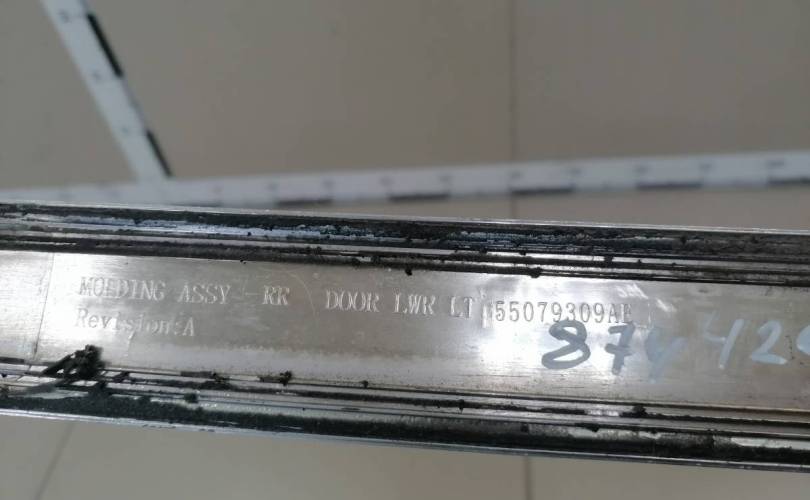 MOLDING ASSY -RR DOOR LWR LT 55079309AE
Revision:A